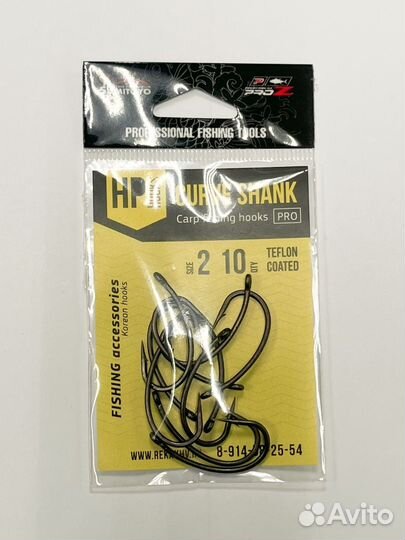 PROFESSIONAL FISHING TOOLS
HP
CURVE SHANK
Carp fishing hooks PRO
SIZE 2 10 QTY
TEFLON
COATED
FISHING accessories
Korean hooks
Avito